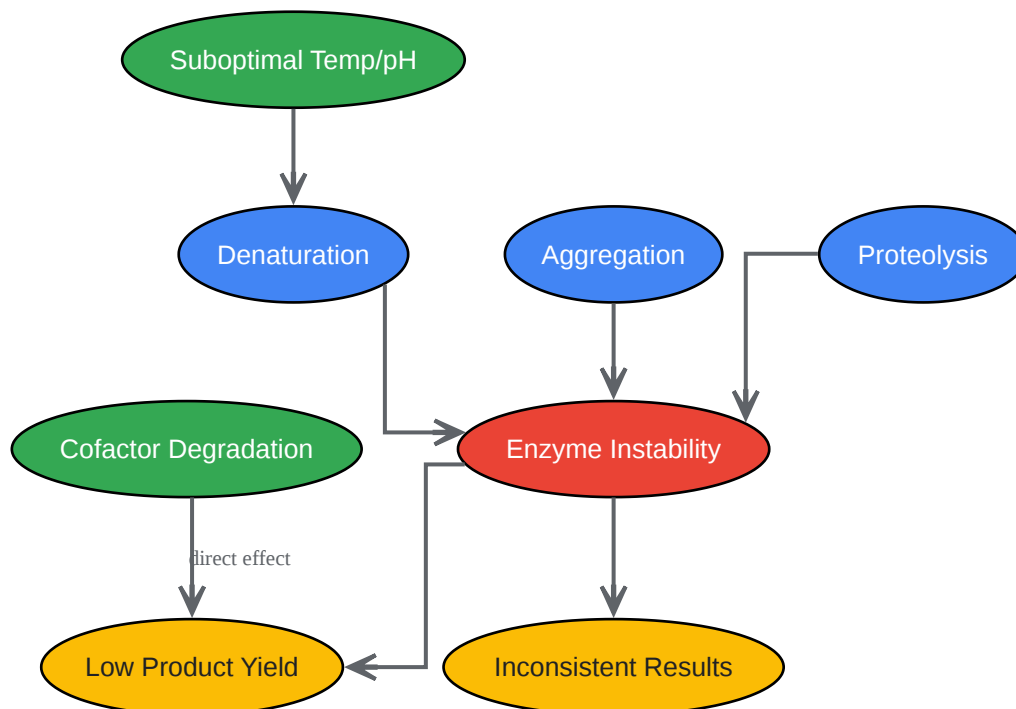 Suboptimal Temp/pH
Denaturation
Aggregation
Proteolysis
Cofactor Degradation
Enzyme Instability
direct effect
Low Product Yield
Inconsistent Results